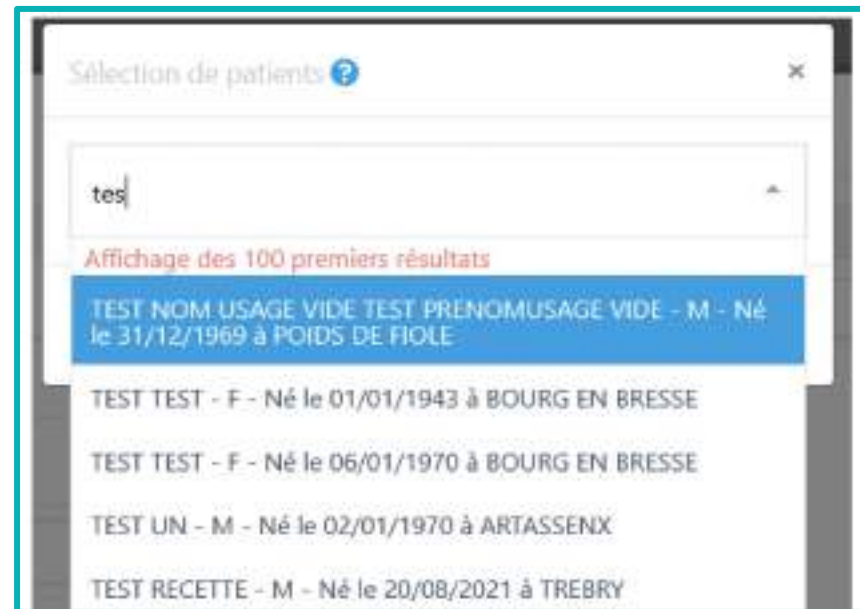 Sélection de patients ?
×
tes
Affichage des 100 premiers résultats
TEST NOM USAGE VIDE TEST PRENOMUSAGE VIDE - M - Né
le 31/12/1969 à POIDS DE FIOLE
TEST TEST - F - Né le 01/01/1943 à BOURG EN BRESSE
TEST TEST - F - Né le 06/01/1970 à BOURG EN BRESSE
TEST UN - M - Né le 02/01/1970 à ARTASSENX
TEST RECETTE - M - Né le 20/08/2021 à TREBRY